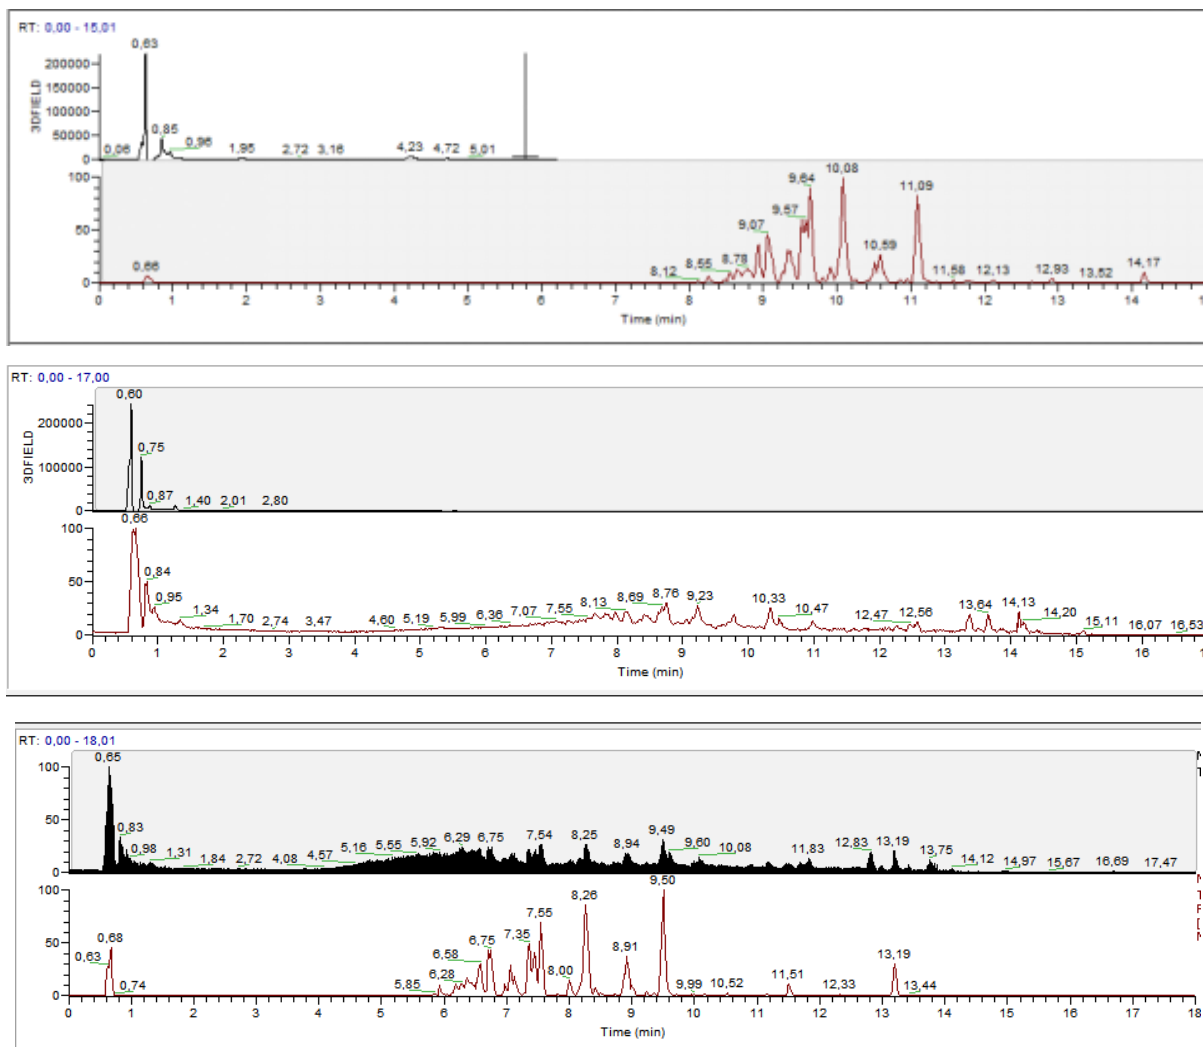 RT: 0,00 - 15,01
0,63
200000
150000
100000
50000
0
3DFIELD
0,06 0,85 0,96 1,95 2,72 3,16 4,23 4,72 5,01
100
50
0
0,66 8,12 8,55 8,78 9,07 9,57 9,64 10,08 10,59 11,09 11,58 12,13 12,93 13,52 14,17
0 1 2 3 4 5 6 7 8 9 10 11 12 13 14
Time (min)
RT: 0,00 - 17,00
0,60
200000
100000
0
3DFIELD
0,75 0,87 1,40 2,01 2,80
100
50
0
0,66 0,84 0,95 1,34 1,70 2,74 3,47 4,60 5,19 5,99 6,36 7,07 7,55 8,13 8,69 8,76 9,23 10,33 10,47 12,47 12,56 13,64 14,13 14,20 15,11 16,07 16,53
0 1 2 3 4 5 6 7 8 9 10 11 12 13 14 15 16
Time (min)
RT: 0,00 - 18,01
0,65
100
50
0
0,83 0,98 1,31 1,84 2,72 4,08 4,57 5,16 5,55 5,92 6,29 6,75 7,54 8,25 8,94 9,49 9,60 10,08 11,83 12,83 13,19 13,75 14,12 14,97 15,67 16,69 17,47
100
50
0
0,63 0,68 0,74 5,85 6,28 6,58 6,75 7,35 7,55 8,00 8,26 8,91 9,50 9,99 10,52 11,51 12,33 13,19 13,44
0 1 2 3 4 5 6 7 8 9 10 11 12 13 14 15 16 17 18
Time (min)